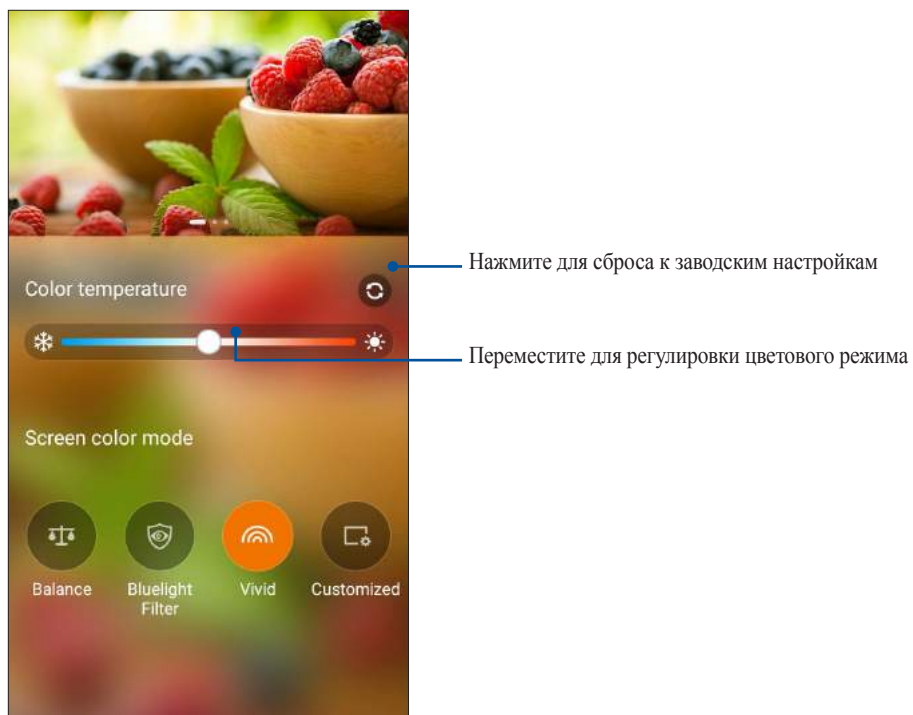 Нажмите для сброса к заводским настройкам
Color temperature
Переместите для регулировки цветового режима
Screen color mode
Balance
Bluelight
Filter
Vivid
Customized